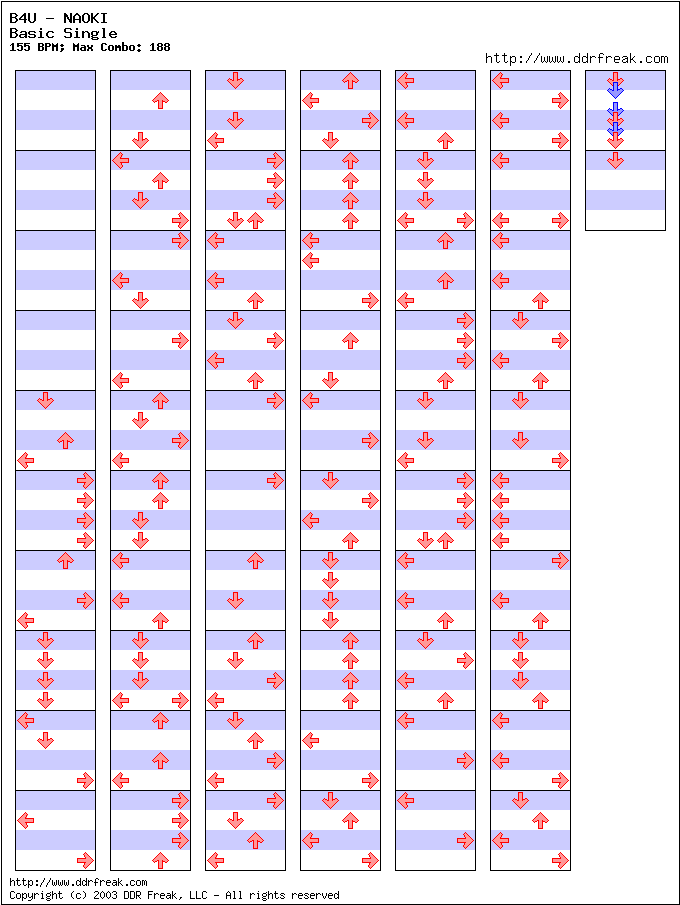 B4U - NAOKI
Basic Single
155 BPM; Max Combo: 188
http://www.ddrfreak.com
http://www.ddrfreak.com
Copyright (c) 2003 DDR Freak, LLC - All rights reserved